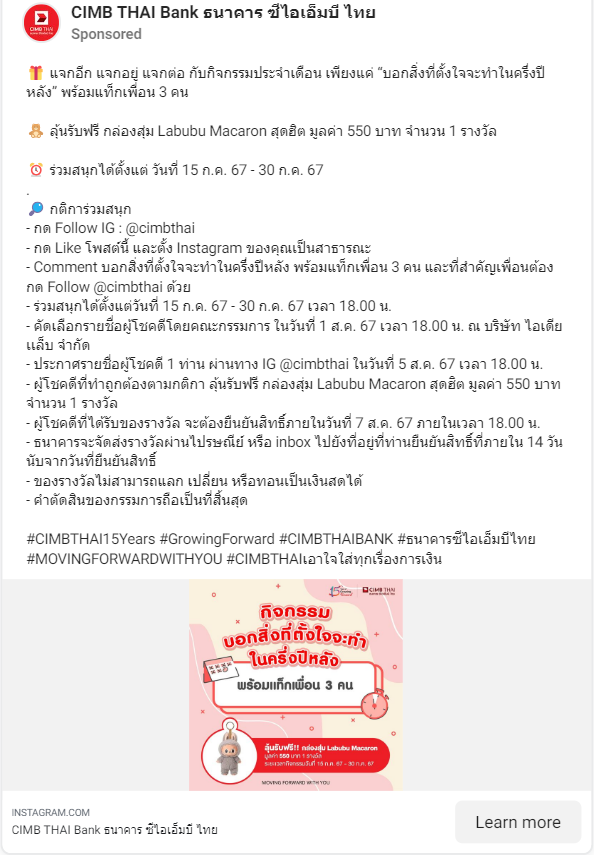 CIMB THAI Bank ธนาคาร ซีไอเอ็มบี ไทย
Sponsored
🎁 แจกอีก แจกอยู่ แจกต่อ กับกิจกรรมประจำเดือน เพียงแค่ “บอกสิ่งที่ตั้งใจจะทำในครึ่งปี
หลัง” พร้อมแท็กเพื่อน 3 คน
🧸 ลุ้นรับฟรี กล่องสุ่ม Labubu Macaron สุดฮิต มูลค่า 550 บาท จำนวน 1 รางวัล
⏰ ร่วมสนุกได้ตั้งแต่ วันที่ 15 ก.ค. 67 - 30 ก.ค. 67
.
🔎 กติการ่วมสนุก
- กด Follow IG : @cimbthai
- กด Like โพสต์นี้ และตั้ง Instagram ของคุณเป็นสาธารณะ
- Comment บอกสิ่งที่ตั้งใจจะทำในครึ่งปีหลัง พร้อมแท็กเพื่อน 3 คน และที่สำคัญเพื่อนต้อง
กด Follow @cimbthai ด้วย
- ร่วมสนุกได้ตั้งแต่วันที่ 15 ก.ค. 67 - 30 ก.ค. 67 เวลา 18.00 น.
- คัดเลือกรายชื่อผู้โชคดีโดยคณะกรรมการ ในวันที่ 1 ส.ค. 67 เวลา 18.00 น. ณ บริษัท ไอเดีย
แล็บ จำกัด
- ประกาศรายชื่อผู้โชคดี 1 ท่าน ผ่านทาง IG @cimbthai ในวันที่ 5 ส.ค. 67 เวลา 18.00 น.
- ผู้โชคดีที่ทำถูกต้องตามกติกา ลุ้นรับฟรี กล่องสุ่ม Labubu Macaron สุดฮิต มูลค่า 550 บาท
จำนวน 1 รางวัล
- ผู้โชคดีที่ได้รับของรางวัล จะต้องยืนยันสิทธิ์ภายในวันที่ 7 ส.ค. 67 ภายในเวลา 18.00 น.
- ธนาคารจะจัดส่งรางวัลผ่านไปรษณีย์ หรือ inbox ไปยังที่อยู่ที่ท่านยืนยันสิทธิ์ที่ภายใน 14 วัน
นับจากวันที่ยืนยันสิทธิ์
- ของรางวัลไม่สามารถแลก เปลี่ยน หรือทอนเป็นเงินสดได้
- คำตัดสินของกรรมการถือเป็นที่สิ้นสุด
#CIMBTHAI15Years #GrowingForward #CIMBTHAIBANK #ธนาคารซีไอเอ็มบีไทย
#MOVINGFORWARDWITHYOU #CIMBTHAIเอาใจใส่ทุกเรื่องการเงิน
CIMB THAI
กิจกรรม
บอกสิ่งที่ตั้งใจจะทำ
ในครึ่งปีหลัง
พร้อมแท็กเพื่อน 3 คน
ลุ้นรับฟรี!! กล่องสุ่ม Labubu Macaron
มูลค่า 550 บาท 1 รางวัล
ระยะเวลากิจกรรมวันที่ 15 ก.ค. 67 - 30 ก.ค. 67
MOVING FORWARD WITH YOU
INSTAGRAM.COM
CIMB THAI Bank ธนาคาร ซีไอเอ็มบี ไทย
Learn more